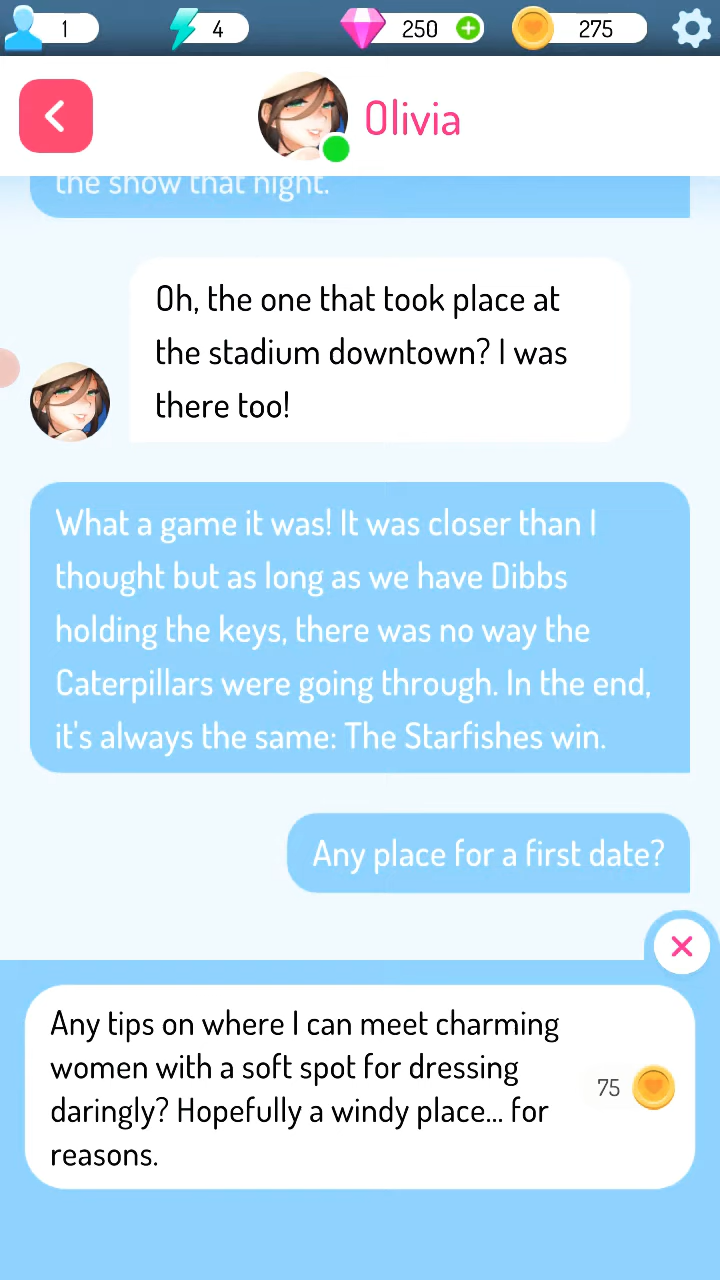 1
4
250
275
Olivia
the show that night.
Oh, the one that took place at
the stadium downtown? I was
there too!
What a game it was! It was closer than I
thought but as long as we have Dibbs
holding the keys, there was no way the
Caterpillars were going through. In the end,
it's always the same: The Starfishes win.
Any place for a first date?
Any tips on where I can meet charming
women with a soft spot for dressing
daringly? Hopefully a windy place... for
reasons.
75